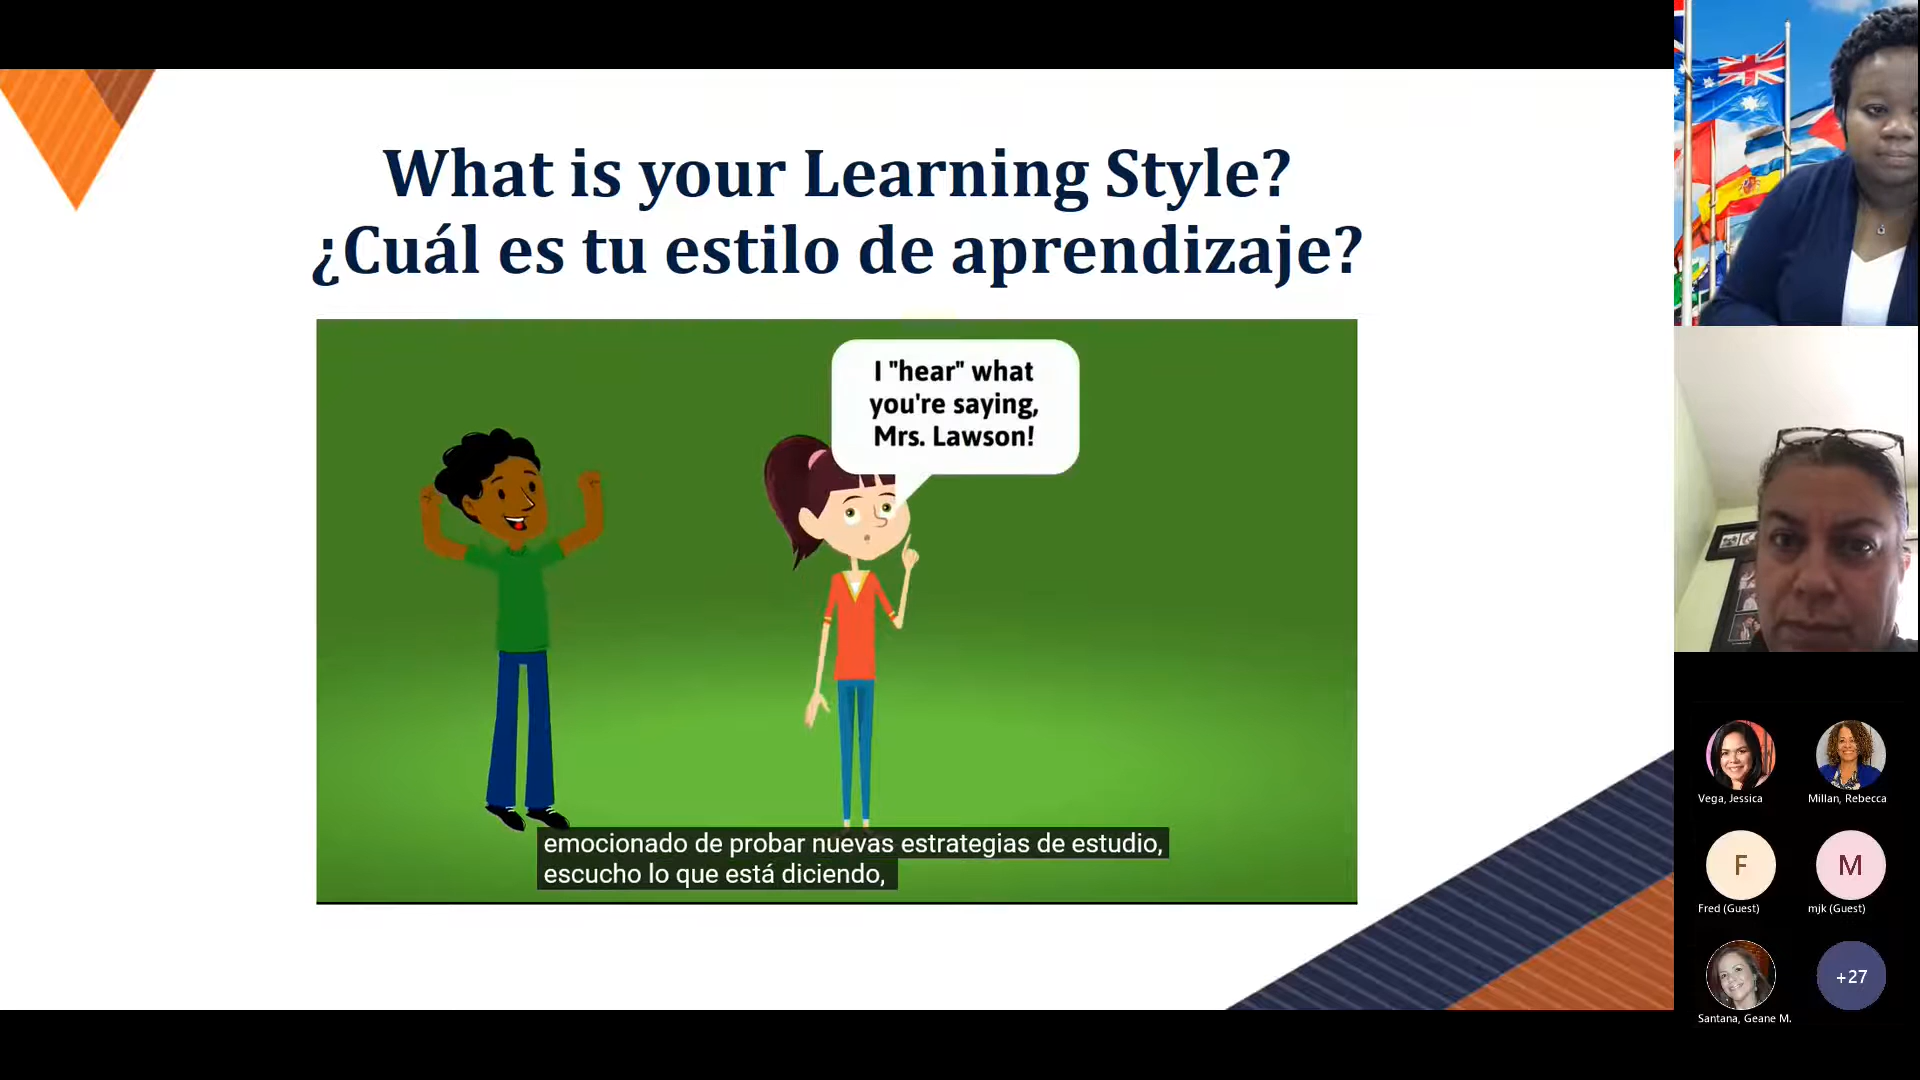 What is your Learning Style?
¿Cuál es tu estilo de aprendizaje?
I "hear" what
you're saying,
Mrs. Lawson!
emocionado de probar nuevas estrategias de estudio,
escucho lo que está diciendo,
Vega, Jessica
Millan, Rebecca
F
M
Fred (Guest)
mjk (Guest)
+27
Santana, Geane M.